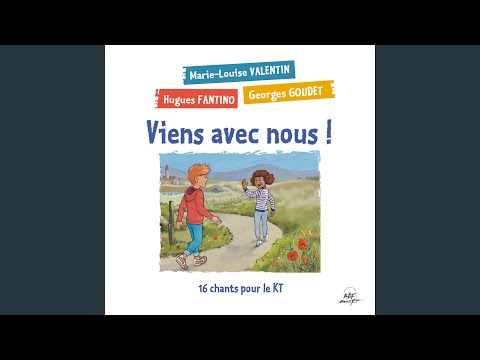 Marie-Louise VALENTIN
Hugues FANTINO
Georges GOUDET
Viens avec nous !
16 chants pour le KT